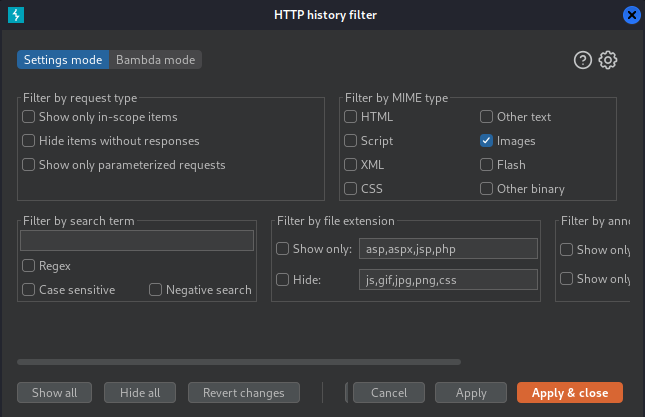 HTTP history filter
Settings mode Bambda mode
Filter by request type
Show only in-scope items
Hide items without responses
Show only parameterized requests
Filter by MIME type
HTML Other text
Script Images
XML Flash
CSS Other binary
Filter by search term
Regex
Case sensitive Negative search
Filter by file extension
Show only: asp,aspx,jsp,php
Hide: js,gif,jpg,png,css
Filter by anno
Show only
Show only
Show all Hide all Revert changes Cancel Apply Apply & close